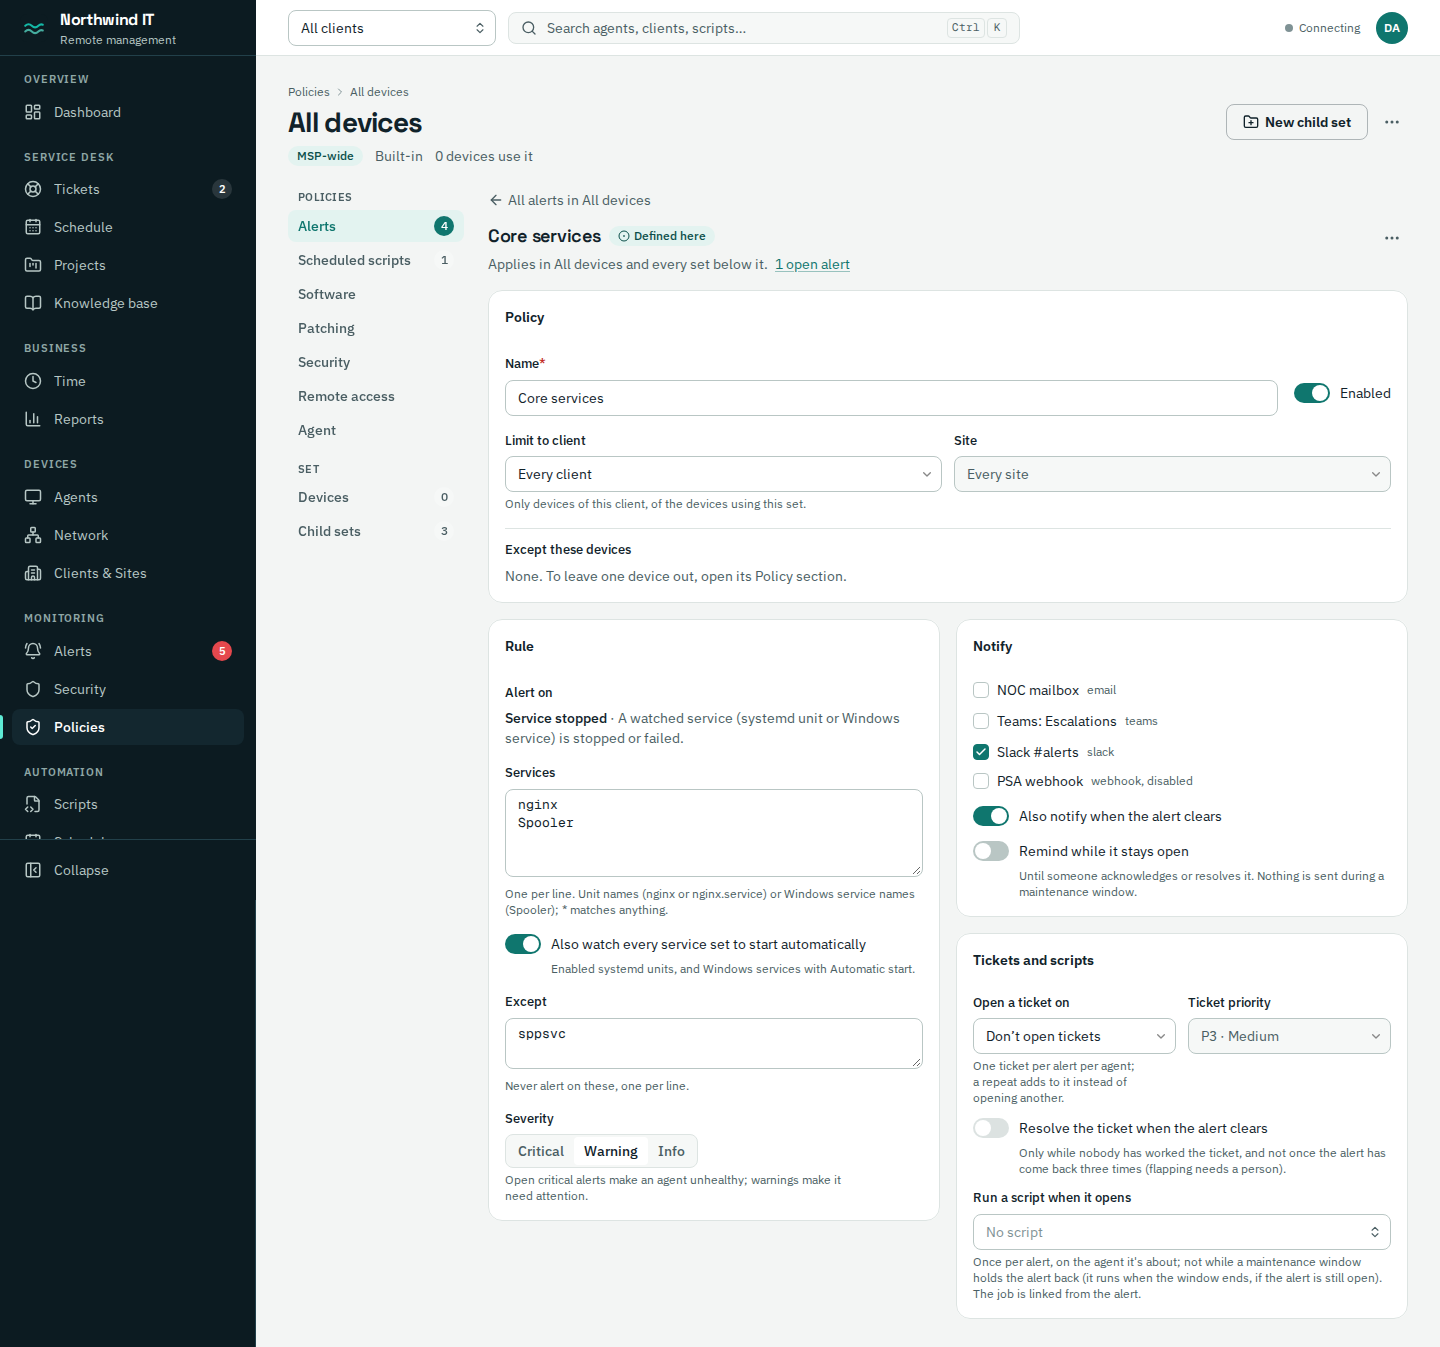 Northwind IT
Remote management
OVERVIEW
Dashboard
SERVICE DESK
Tickets 2
Schedule
Projects
Knowledge base
BUSINESS
Time
Reports
DEVICES
Agents
Network
Clients & Sites
MONITORING
Alerts 5
Security
Policies
AUTOMATION
Scripts
Collapse
All clients
Search agents, clients, scripts... Ctrl K
Connecting
DA
Policies > All devices
All devices
MSP-wide Built-in 0 devices use it
New child set
POLICIES
Alerts 4
Scheduled scripts 1
Software
Patching
Security
Remote access
Agent
SET
Devices 0
Child sets 3
All alerts in All devices
Core services Defined here
Applies in All devices and every set below it. 1 open alert
Policy
Name*
Core services
Enabled
Limit to client
Every client
Only devices of this client, of the devices using this set.
Site
Every site
Except these devices
None. To leave one device out, open its Policy section.
Rule
Alert on
Service stopped · A watched service (systemd unit or Windows
service) is stopped or failed.
Services
nginx
Spooler
One per line. Unit names (nginx or nginx.service) or Windows service names
(Spooler); * matches anything.
Also watch every service set to start automatically
Enabled systemd units, and Windows services with Automatic start.
Except
sppsvc
Never alert on these, one per line.
Severity
Critical Warning Info
Open critical alerts make an agent unhealthy; warnings make it
need attention.
Notify
NOC mailbox email
Teams: Escalations teams
Slack #alerts slack
PSA webhook webhook, disabled
Also notify when the alert clears
Remind while it stays open
Until someone acknowledges or resolves it. Nothing is sent during a
maintenance window.
Tickets and scripts
Open a ticket on
Don't open tickets
One ticket per alert per agent;
a repeat adds to it instead of
opening another.
Ticket priority
P3 · Medium
Resolve the ticket when the alert clears
Only while nobody has worked the ticket, and not once the alert has
come back three times (flapping needs a person).
Run a script when it opens
No script
Once per alert, on the agent it's about; not while a maintenance window
holds the alert back (it runs when the window ends, if the alert is still open).
The job is linked from the alert.